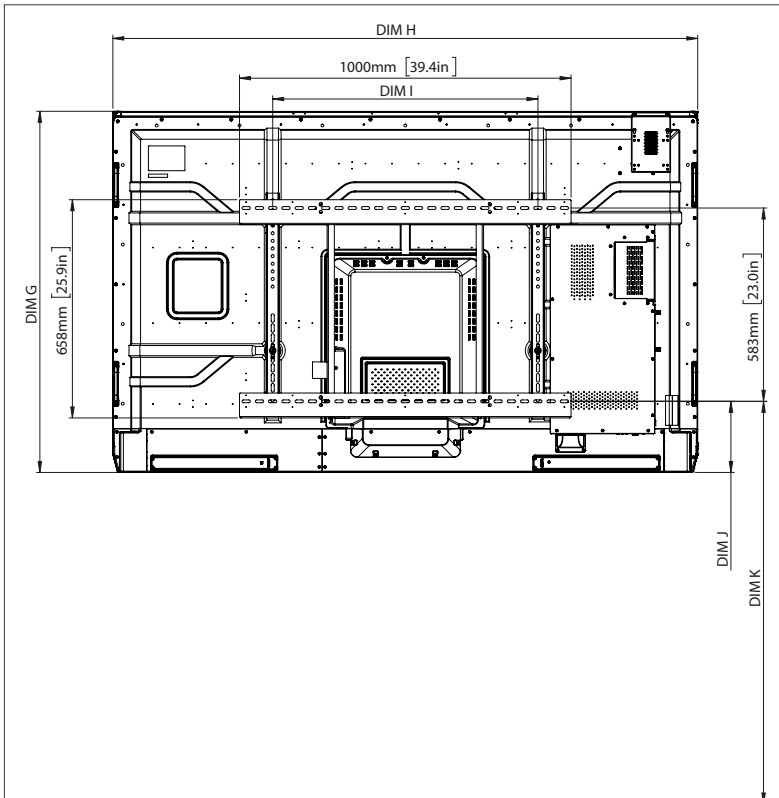 DIM H
1000mm [39.4in]
DIM I
DIM G
658mm [25.9in]
583mm [23.0in]
DIM J
DIM K